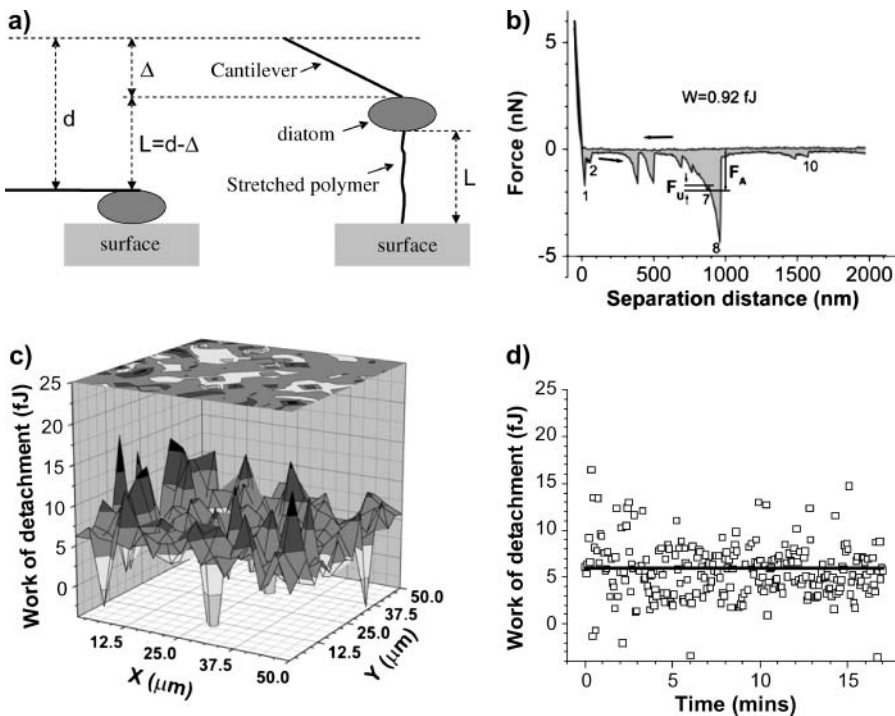 a)
d
Δ
L=d-Δ
Cantilever
diatom
Stretched polymer
L
surface
surface
b)
Force (nN)
5
0
-5
W=0.92 fJ
1
2
F_U
7
F_A
8
10
0
500
1000
1500
2000
Separation distance (nm)
c)
Work of detachment (fJ)
25
20
15
10
5
0
12.5
25.0
37.5
50.0
X (μm)
12.5
25.0
37.5
50.0
Y (μm)
d)
Work of detachment (fJ)
25
20
15
10
5
0
0
5
10
15
Time (mins)